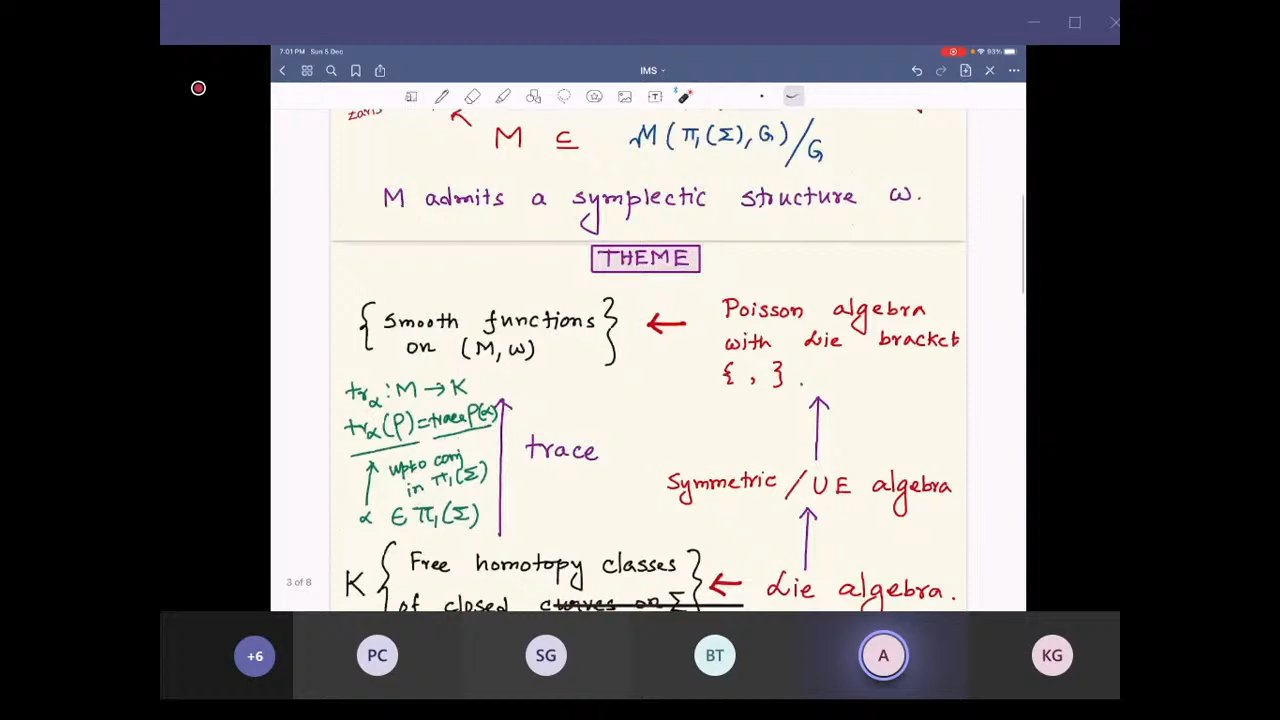 7:01 PM Sun 5 Dec
93%
IMS
M ⊆ M(π₁(Σ), G)/G
M admits a symplectic structure ω.
THEME
{ Smooth functions on (M, ω) } ← Poisson algebra
with Lie bracket
{ , } .
tr_α : M → K
tr_α(ρ) = trace ρ(α)
trace
upto conj
in π₁(Σ)
α ∈ π₁(Σ)
Symmetric / UE algebra
3 of 8
K { Free homotopy classes
of closed curves on Σ } ← Lie algebra.
+6
PC
SG
BT
A
KG